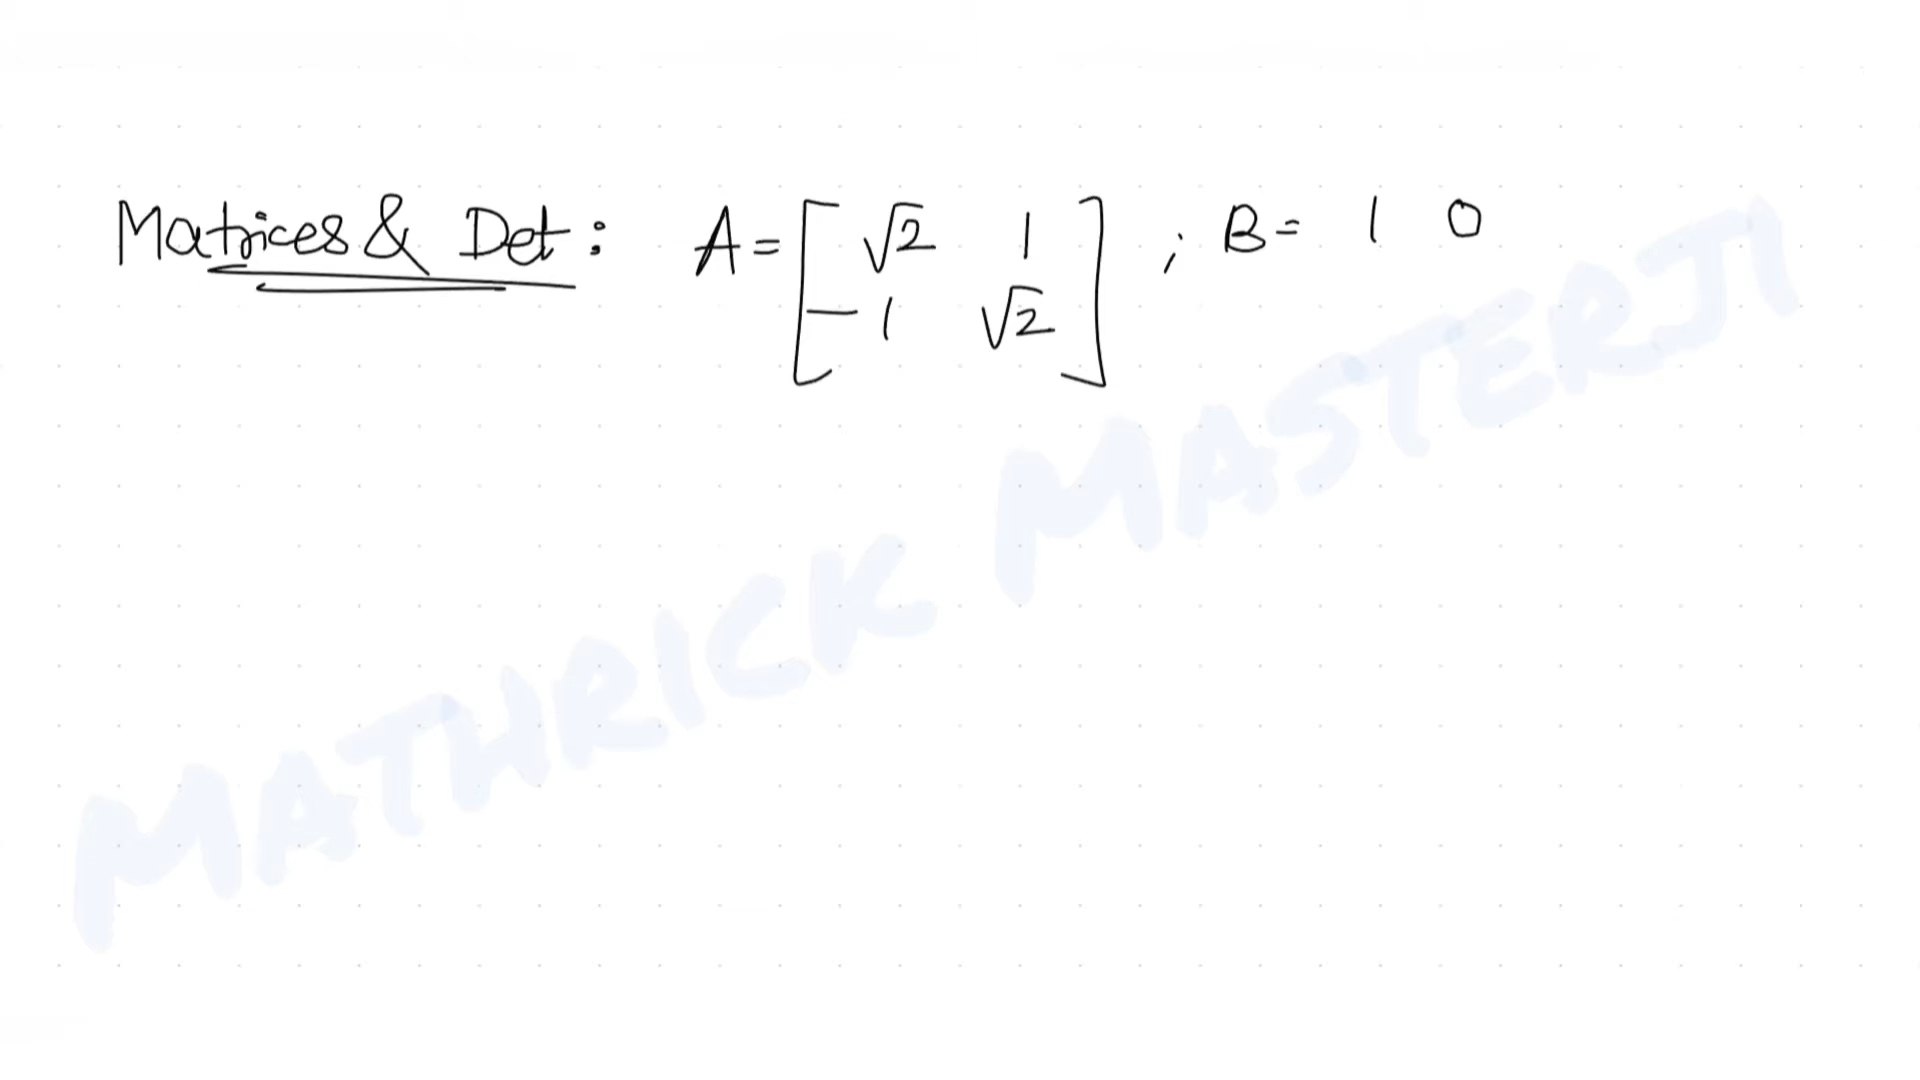 Matrices & Det : A = [ √2 1 ; B = 1 0
-1 √2 ]
MATHRICK MASTERJI